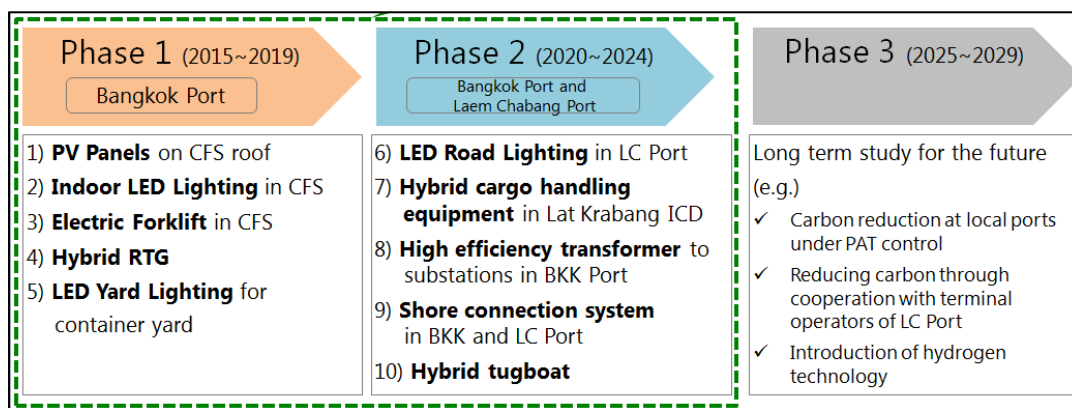 Phase 1 (2015~2019)
Bangkok Port
1) PV Panels on CFS roof
2) Indoor LED Lighting in CFS
3) Electric Forklift in CFS
4) Hybrid RTG
5) LED Yard Lighting for
container yard
Phase 2 (2020~2024)
Bangkok Port and
Laem Chabang Port
6) LED Road Lighting in LC Port
7) Hybrid cargo handling
equipment in Lat Krabang ICD
8) High efficiency transformer to
substations in BKK Port
9) Shore connection system
in BKK and LC Port
10) Hybrid tugboat
Phase 3 (2025~2029)
Long term study for the future
(e.g.)
✓ Carbon reduction at local ports
under PAT control
✓ Reducing carbon through
cooperation with terminal
operators of LC Port
✓ Introduction of hydrogen
technology